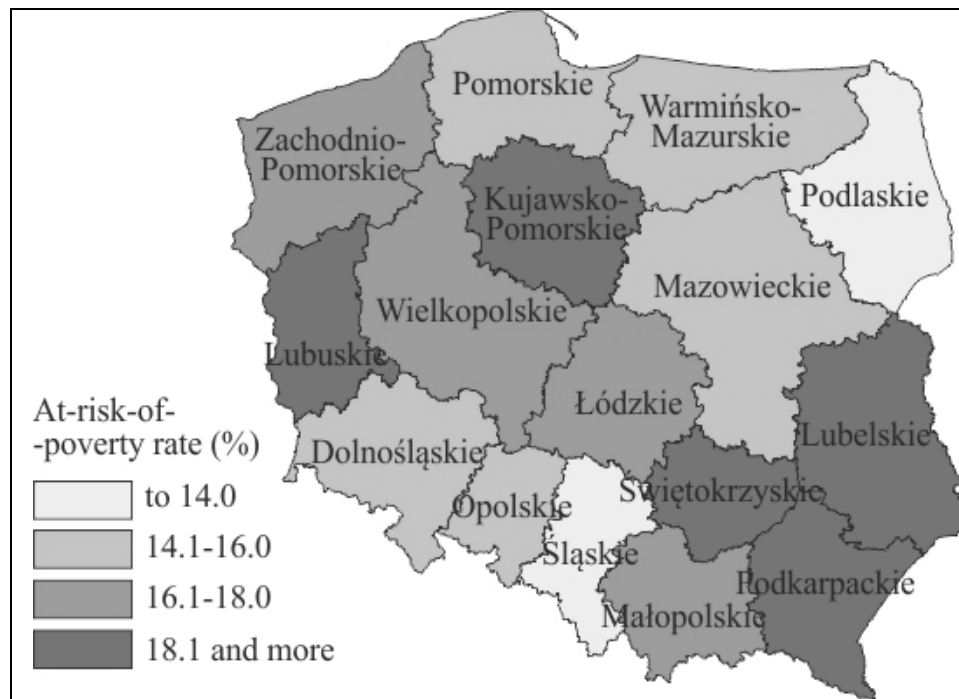 Pomorskie
Warmińsko-
Mazurskie
Zachodnio-
Pomorskie
Podlaskie
Kujawsko-
Pomorskie
Mazowieckie
Wielkopolskie
Lubuskie
Łódzkie
Lubelskie
Dolnośląskie
Świętokrzyskie
Opolskie
Śląskie
Podkarpackie
Małopolskie
At-risk-of-
-poverty rate (%)
to 14.0
14.1-16.0
16.1-18.0
18.1 and more